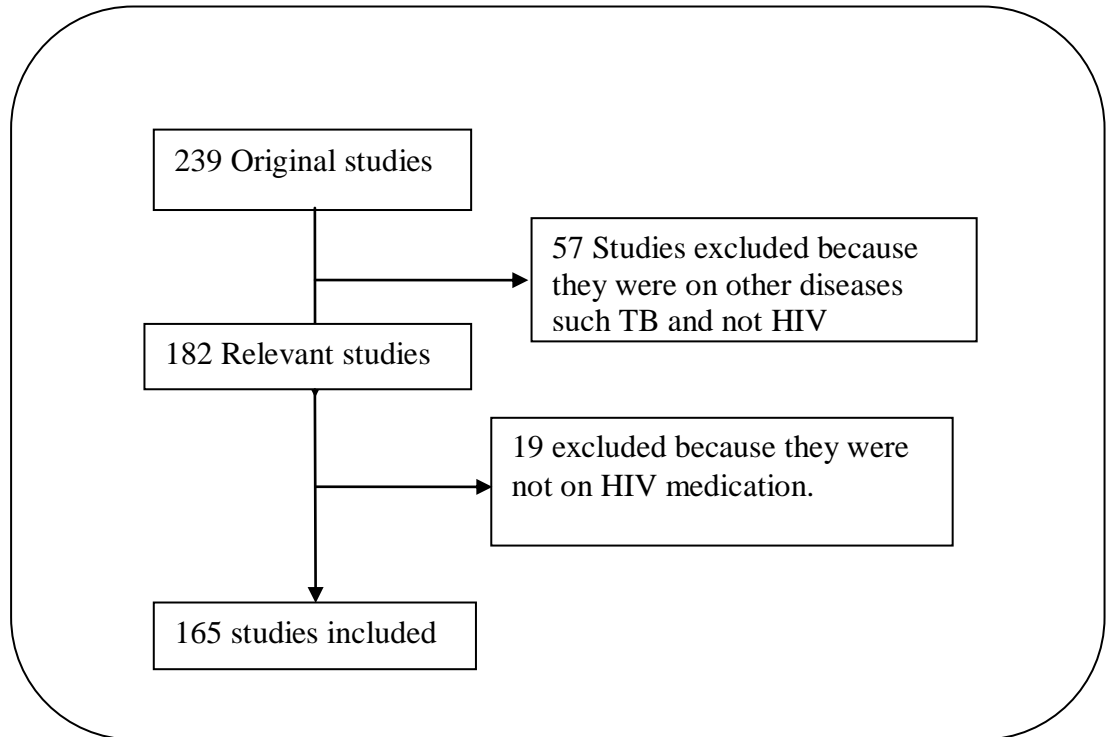 239 Original studies
57 Studies excluded because
they were on other diseases
such TB and not HIV
182 Relevant studies
19 excluded because they were
not on HIV medication.
165 studies included